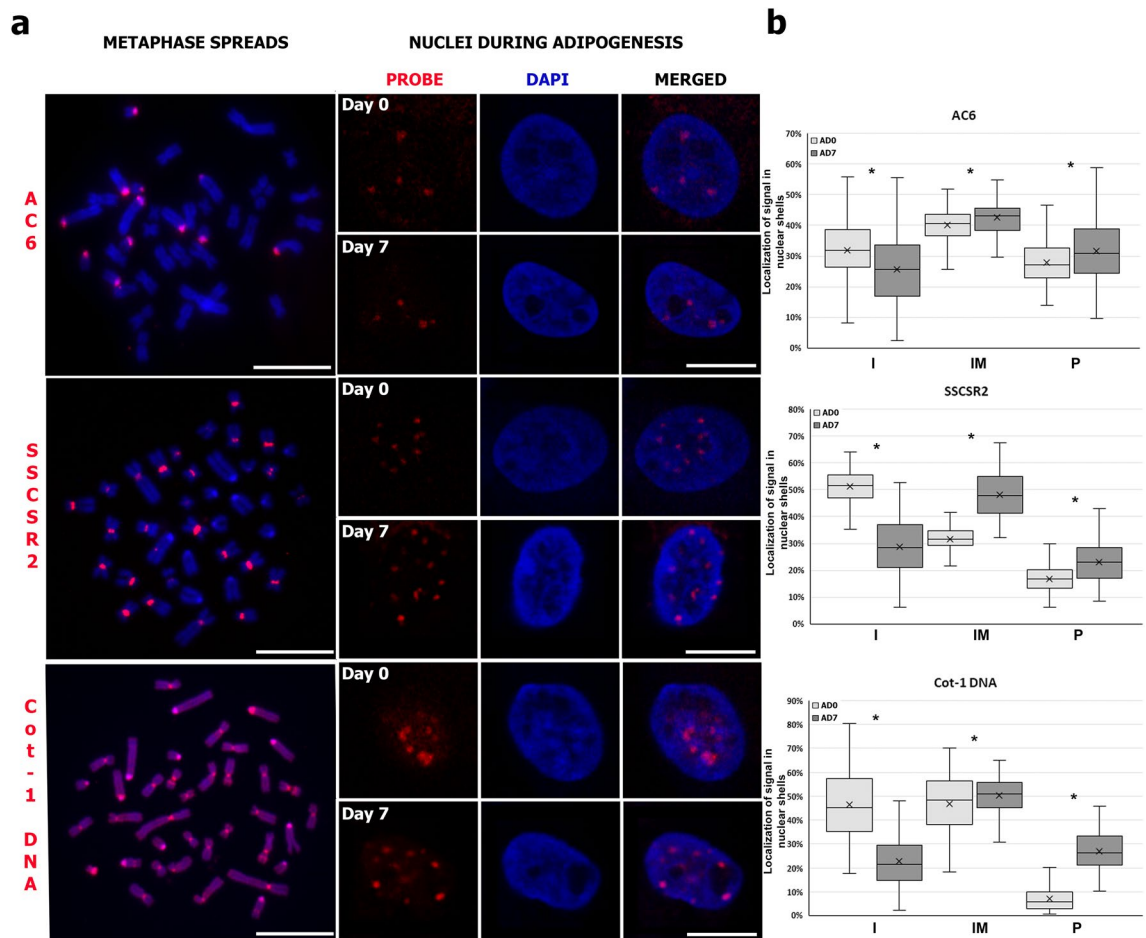 a
METAPHASE SPREADS
NUCLEI DURING ADIPOGENESIS
PROBE DAPI MERGED
AC6
Day 0
Day 7
SSCSR2
Day 0
Day 7
Cot-1 DNA
Day 0
Day 7
b
AC6
Localization of signal in
nuclear shells
70%
60%
50%
40%
30%
20%
10%
0%
AD0
AD7
* * *
I IM P
SSCSR2
Localization of signal in
nuclear shells
80%
70%
60%
50%
40%
30%
20%
10%
0%
AD0
AD7
* * *
I IM P
Cot-1 DNA
Localization of signal in
nuclear shells
90%
80%
70%
60%
50%
40%
30%
20%
10%
0%
AD0
AD7
* * *
I IM P